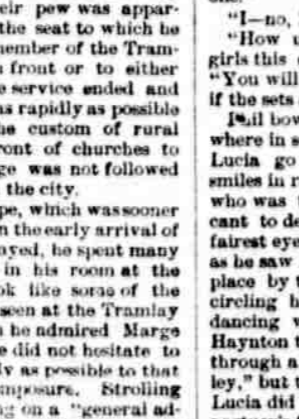 eir pew was appar-
the seat to which he
member of the Tram-
front or to either
e service ended and
as rapidly as possible
e custom of rural
ront of churches to
ge was not followed
the city.
pe, which was sooner
n the early arrival of
ayed, he spent many
in his room at the
ok like some of the
seen at the Tramlay
he admired Marge
e did not hesitate to
ly as possible to that
mposure. Strolling
ng on a "general ad-
"I—no,
"How
girls this
"You will
if the sets
Phil bow
where in s
Lucia go
smiles in r
who was
cant to de
fairest eye
as he saw
place by t
circling h
dancing w
Haynton t
through a
ley," but t
Lucia did